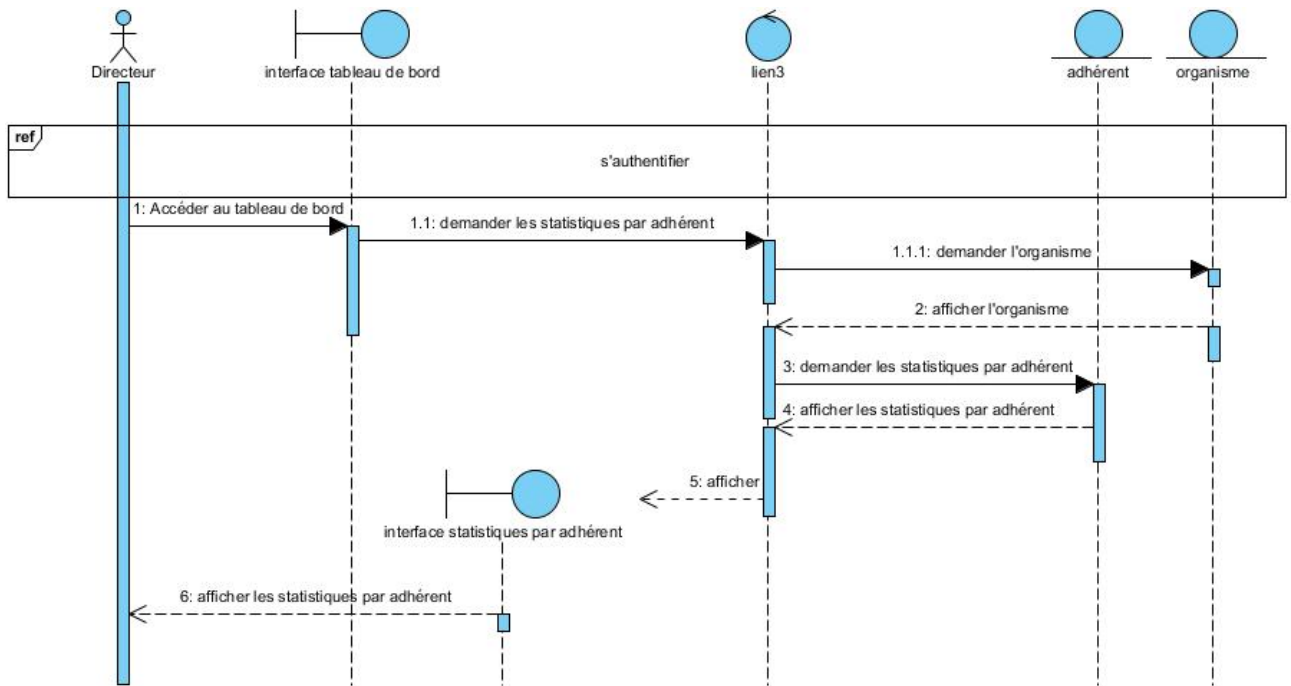 Directeur
interface tableau de bord
lien3
adhérent
organisme
ref
s'authentifier
1: Accéder au tableau de bord
1.1: demander les statistiques par adhérent
1.1.1: demander l'organisme
2: afficher l'organisme
3: demander les statistiques par adhérent
4: afficher les statistiques par adhérent
5: afficher
interface statistiques par adhérent
6: afficher les statistiques par adhérent